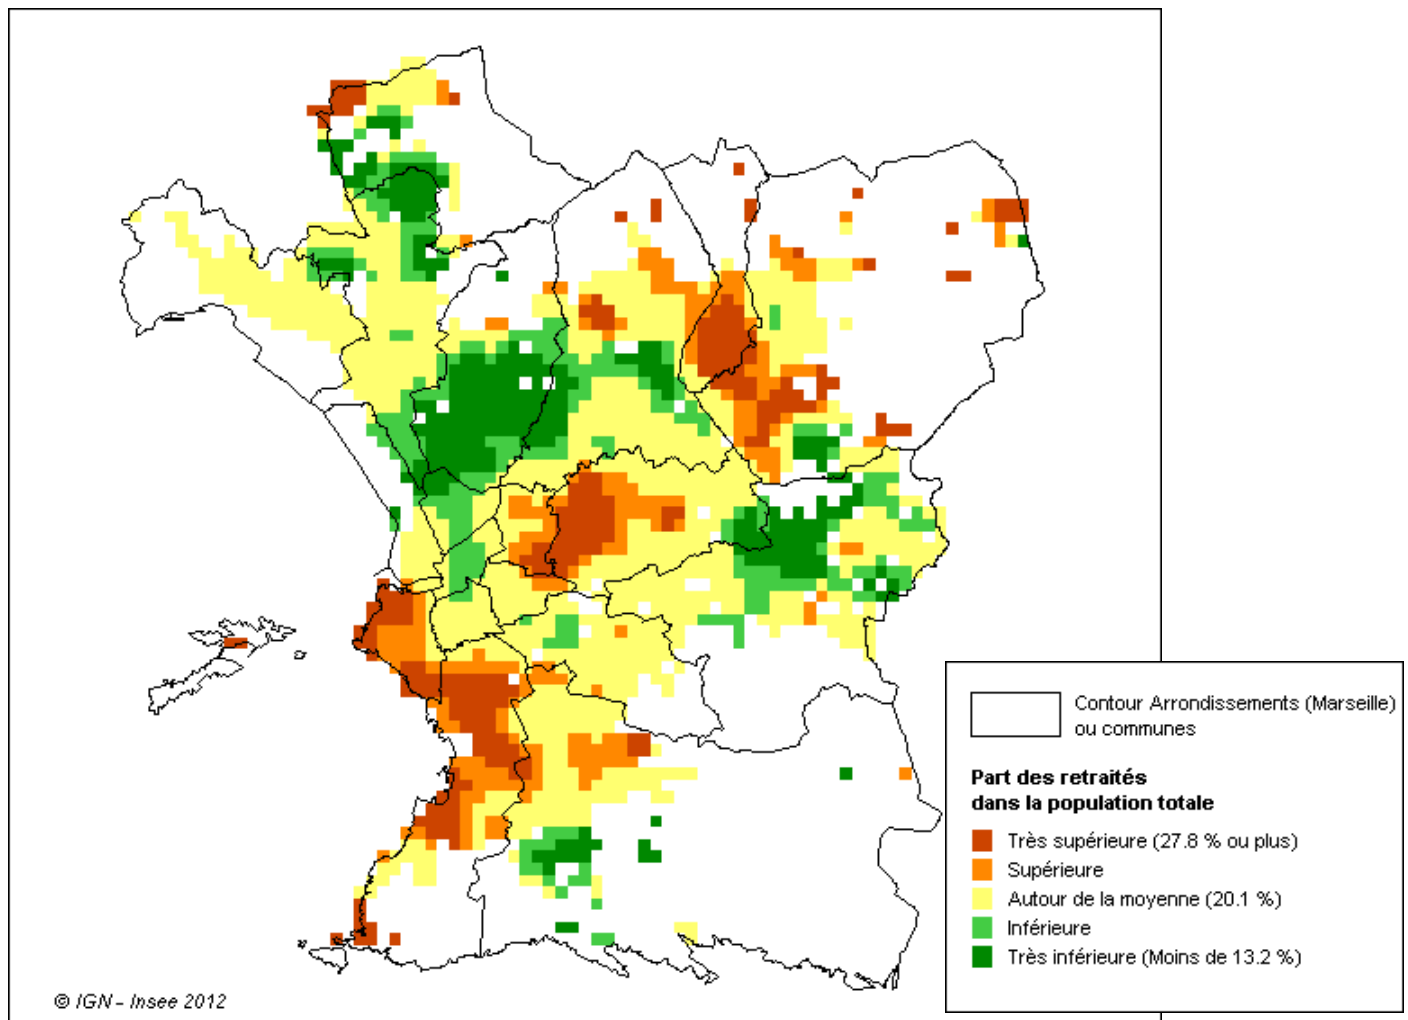 Contour Arrondissements (Marseille)
ou communes
Part des retraités
dans la population totale
Très supérieure (27.8 % ou plus)
Supérieure
Autour de la moyenne (20.1 %)
Inférieure
Très inférieure (Moins de 13.2 %)
© IGN - Insee 2012